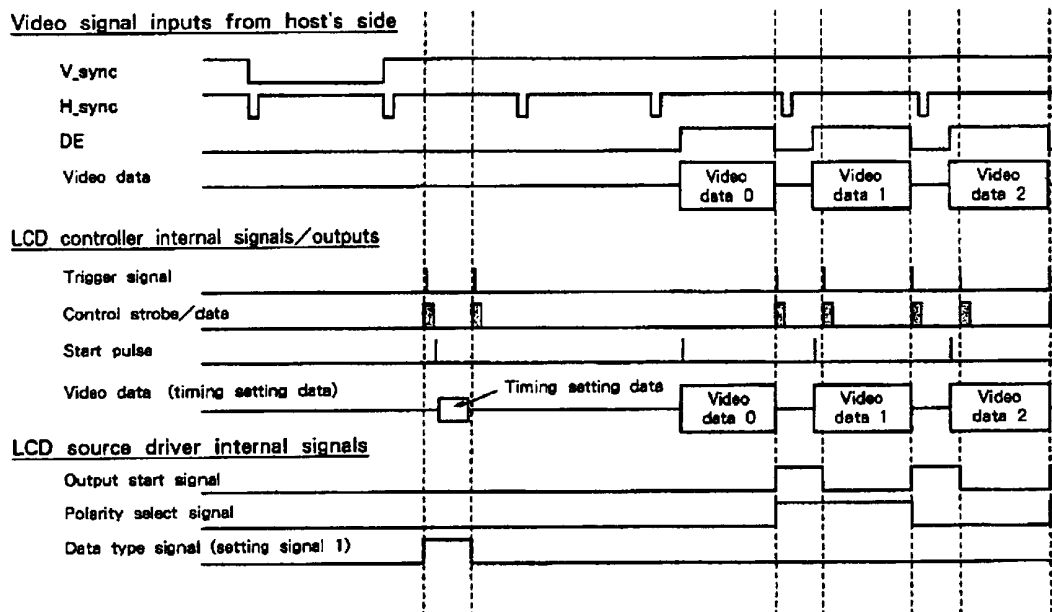 Video signal inputs from host's side
V_sync
H_sync
DE
Video data
Video
data 0
Video
data 1
Video
data 2
LCD controller internal signals/outputs
Trigger signal
Control strobe/data
Start pulse
Video data (timing setting data)
Timing setting data
Video
data 0
Video
data 1
Video
data 2
LCD source driver internal signals
Output start signal
Polarity select signal
Data type signal (setting signal 1)